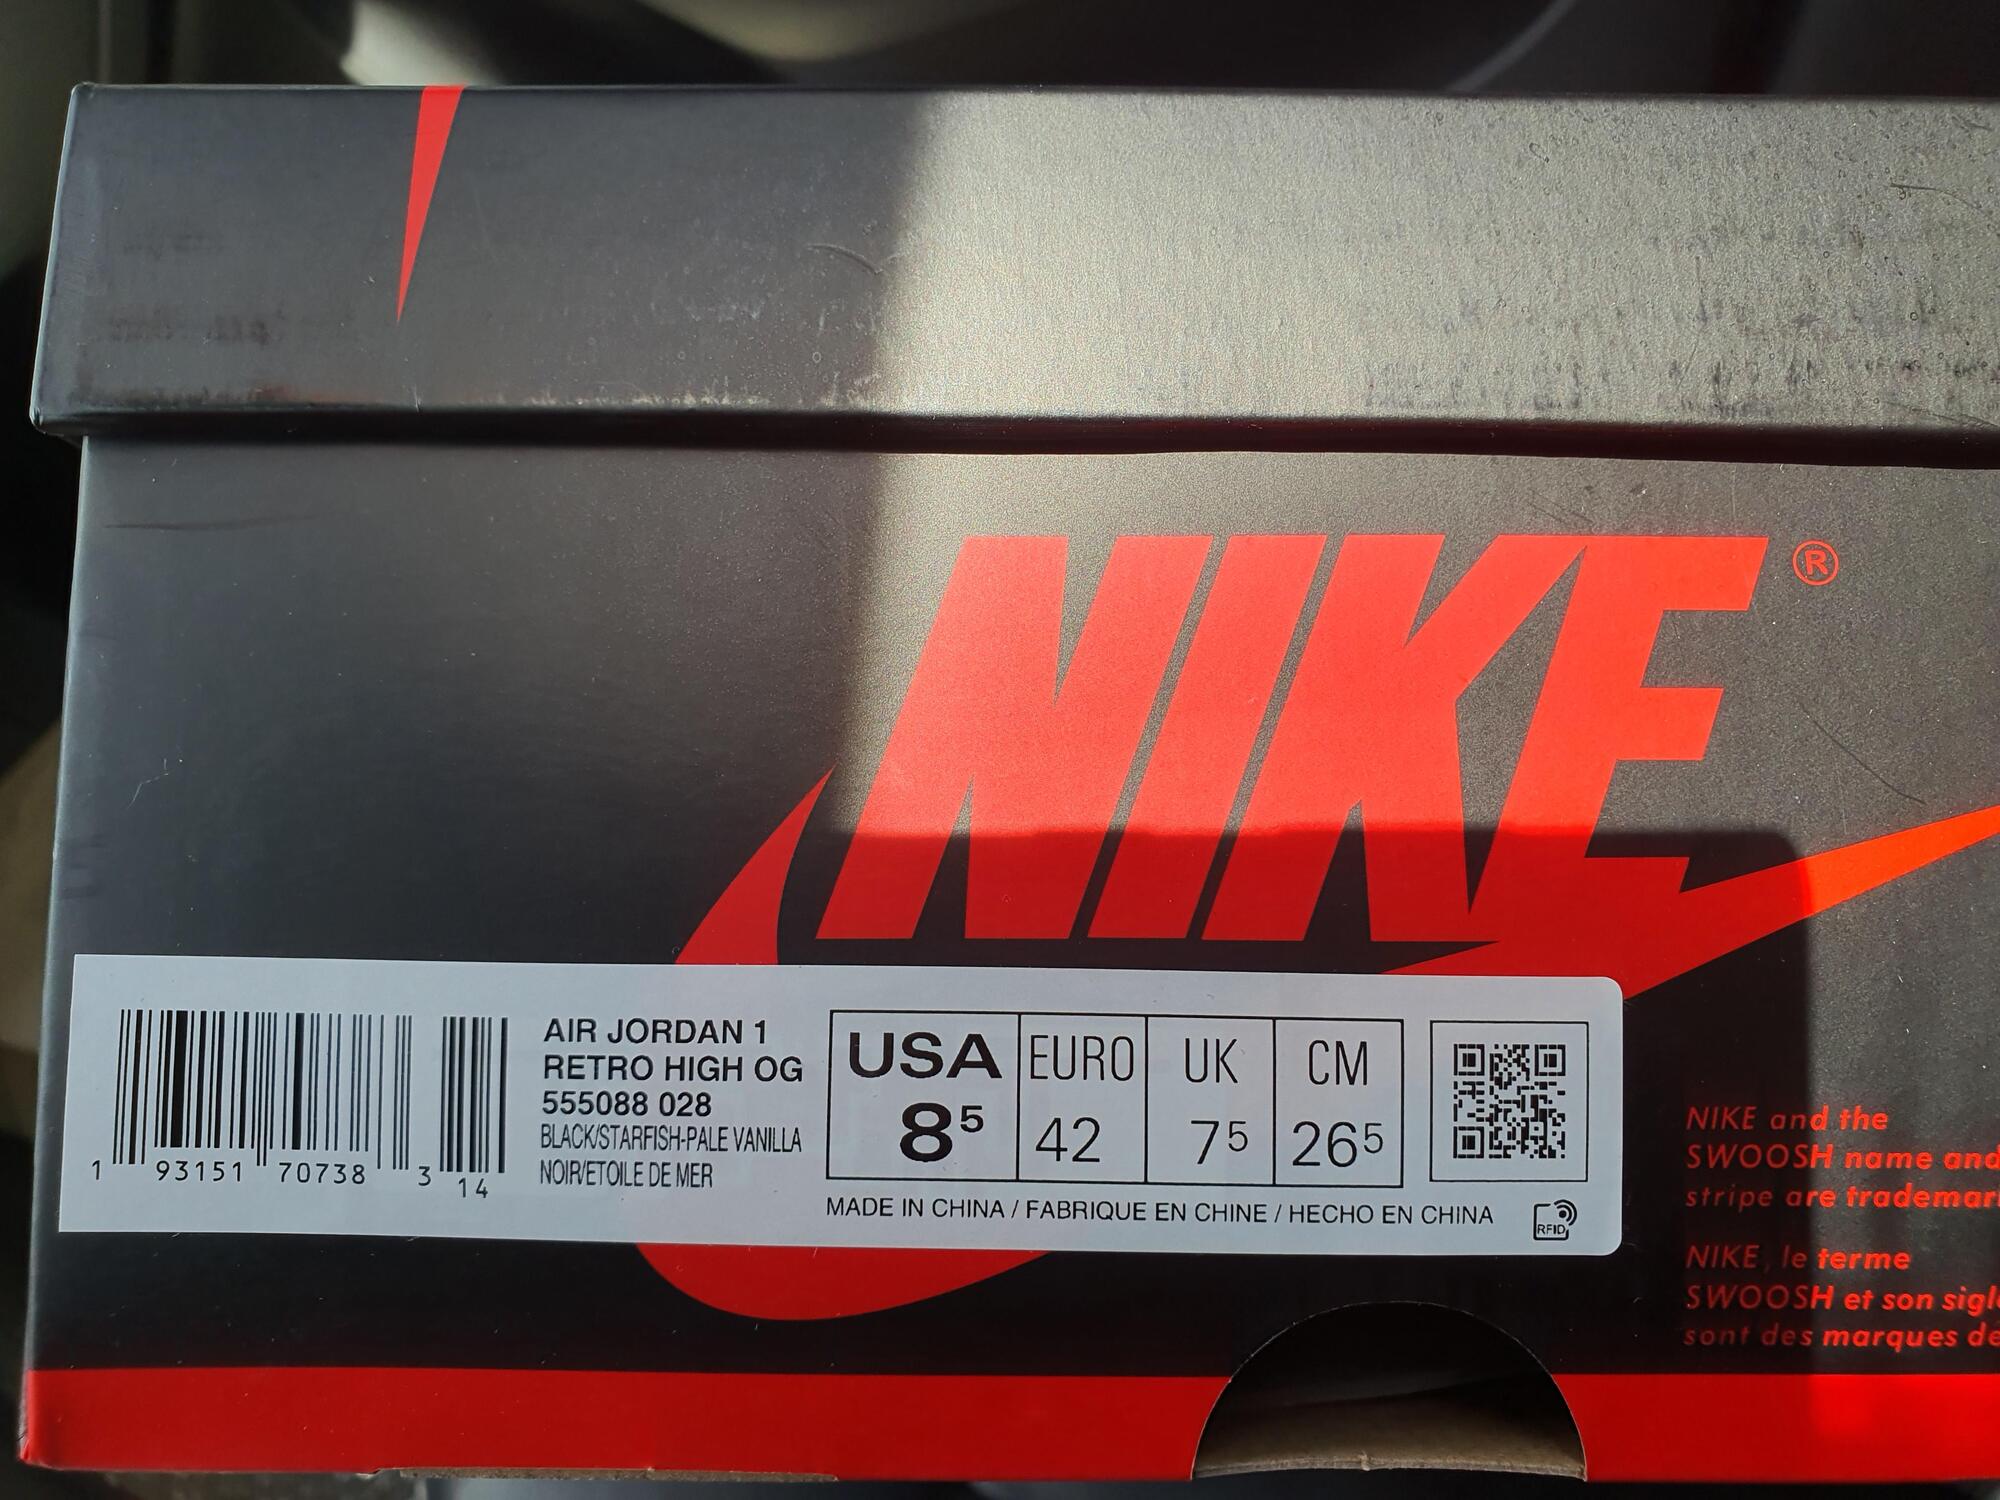 NIKE®
AIR JORDAN 1
RETRO HIGH OG
555088 028
BLACK/STARFISH-PALE VANILLA
NOIR/ETOILE DE MER
1 93151 70738 3 14
USA EURO UK CM
8⁵ 42 7⁵ 26⁵
MADE IN CHINA / FABRIQUE EN CHINE / HECHO EN CHINA
RFID
NIKE and the
SWOOSH name and
stripe are
NIKE, le terme
SWOOSH et son
sont des marques